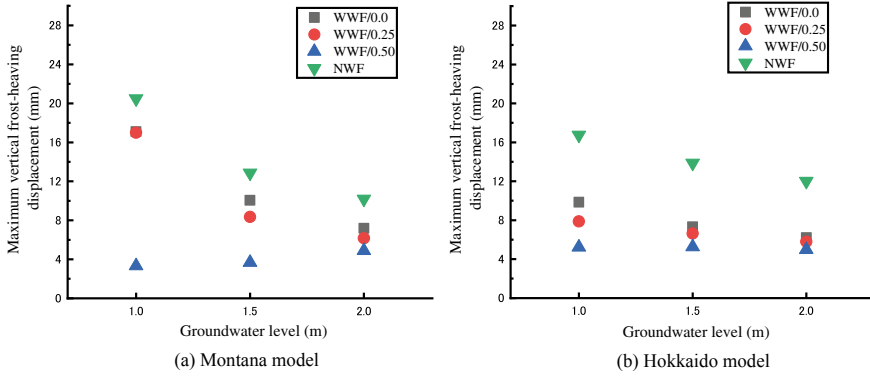 28
24
20
16
12
8
4
0
Maximum vertical frost-heaving
displacement (mm)
WWF/0.0
WWF/0.25
WWF/0.50
NWF
1.0
1.5
2.0
Groundwater level (m)
(a) Montana model
28
24
20
16
12
8
4
0
Maximum vertical frost-heaving
displacement (mm)
WWF/0.0
WWF/0.25
WWF/0.50
NWF
1.0
1.5
2.0
Groundwater level (m)
(b) Hokkaido model